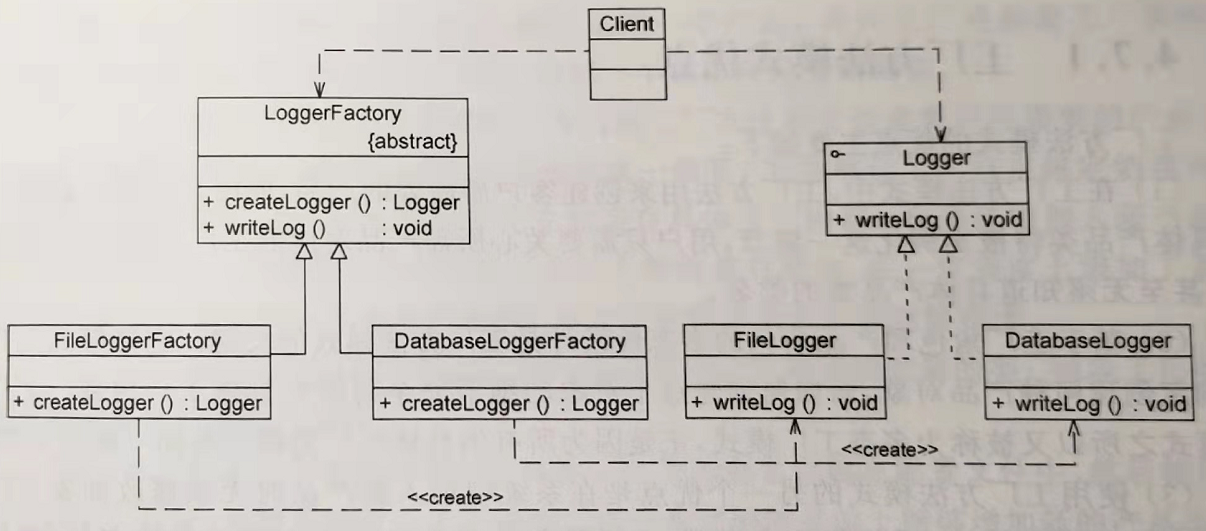 Client
LoggerFactory
{abstract}
+ createLogger () : Logger
+ writeLog () : void
Logger
+ writeLog () : void
FileLoggerFactory
+ createLogger () : Logger
DatabaseLoggerFactory
+ createLogger () : Logger
FileLogger
+ writeLog () : void
DatabaseLogger
+ writeLog () : void
<<create>>
<<create>>